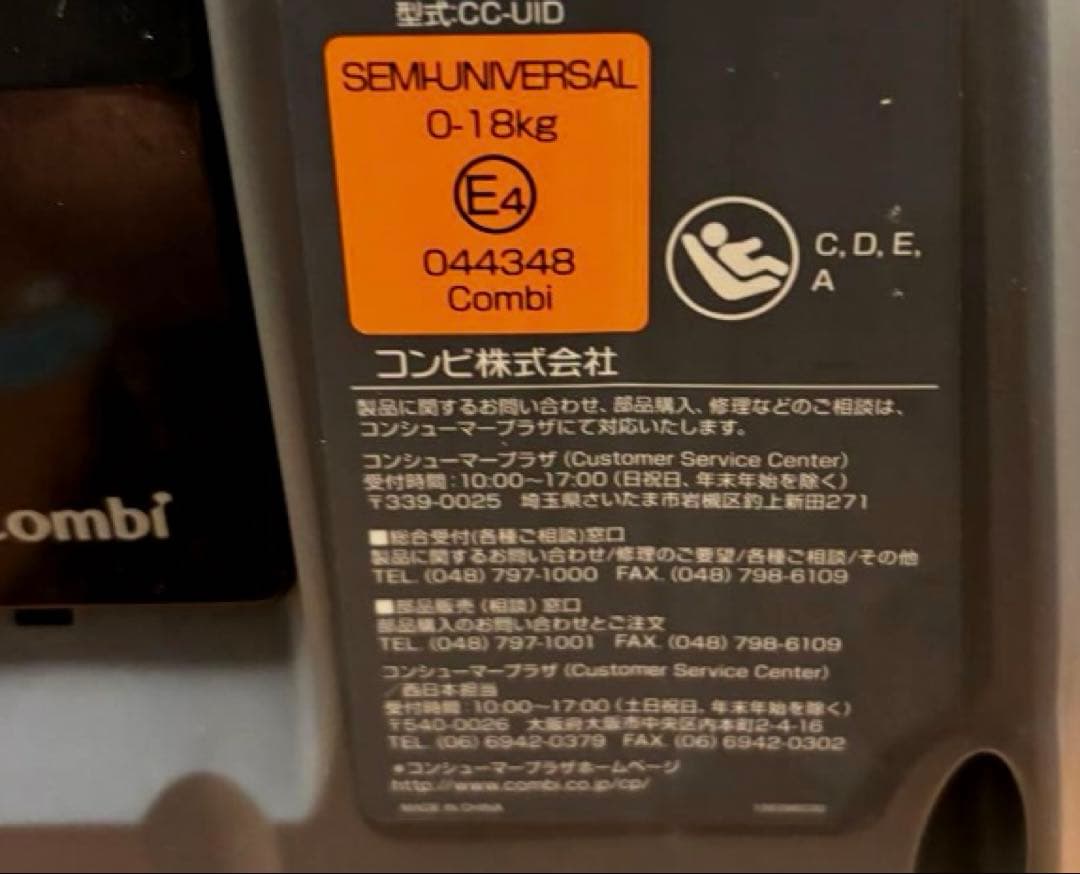 型式:CC-UID
SEMI-UNIVERSAL
0-18kg
E4
044348
Combi
C, D, E,
A
コンビ株式会社
製品に関するお問い合わせ、部品購入、修理などのご相談は、
コンシューマープラザにて対応いたします。
コンシューマープラザ (Customer Service Center)
受付時間：10:00～17:00 (日祝日、年末年始を除く)
〒339-0025 埼玉県さいたま市岩槻区釣上新田271
■総合受付(各種ご相談)窓口
製品に関するお問い合わせ/修理のご要望/各種ご相談/その他
TEL. (048) 797-1000 FAX. (048) 798-6109
■部品販売 (相談) 窓口
部品購入のお問い合わせとご注文
TEL. (048) 797-1001 FAX. (048) 798-6109
コンシューマープラザ (Customer Service Center)
／西日本担当
受付時間：10:00～17:00 (土日祝日、年末年始を除く)
〒540-0026 大阪府大阪市中央区内本町2-4-16
TEL. (06) 6942-0379 FAX. (06) 6942-0302
＊コンシューマープラザホームページ
http://www.combi.co.jp/cp/
MADE IN CHINA
combi